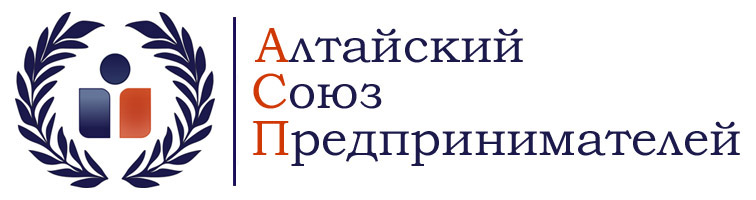 Алтайский
Союз
Предпринимателей